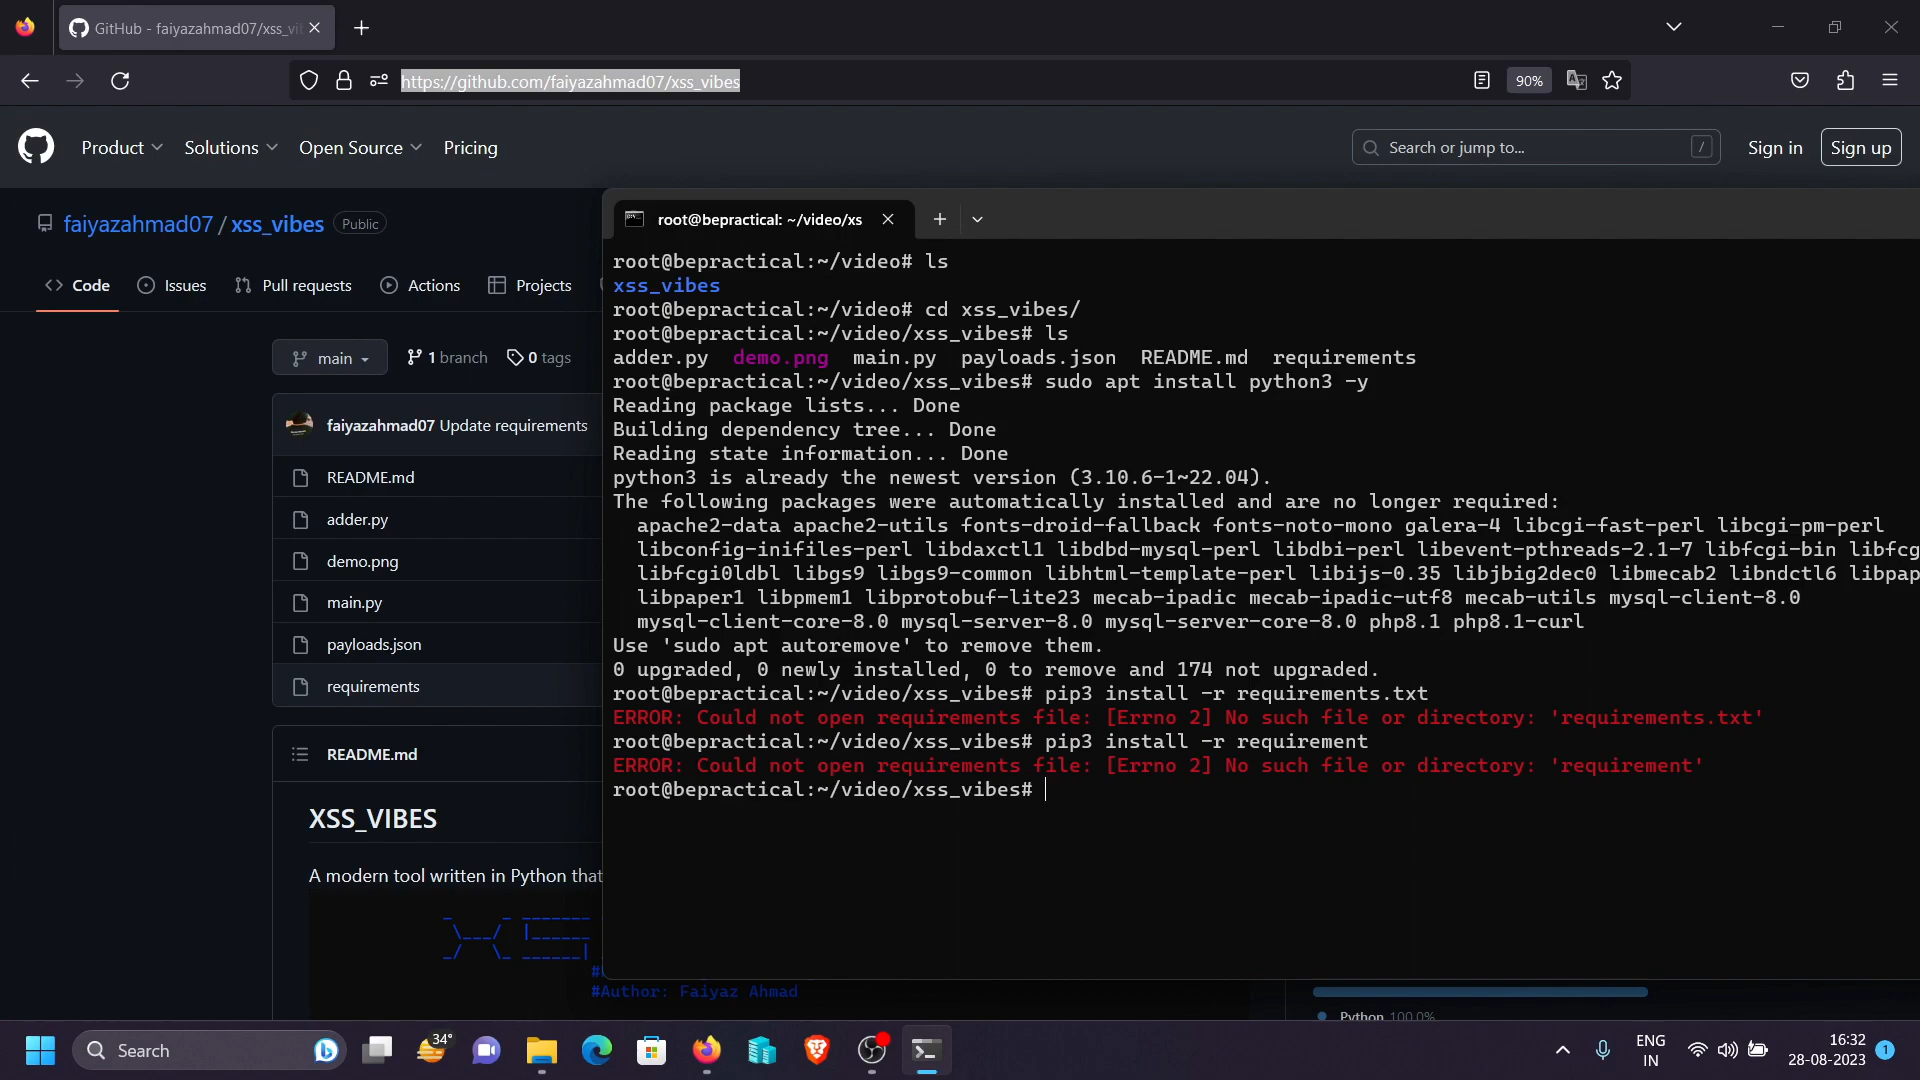 GitHub - faiyazahmad07/xss_vi
https://github.com/faiyazahmad07/xss_vibes
90%
Product
Solutions
Open Source
Pricing
Search or jump to...
/
Sign in
Sign up
faiyazahmad07 / xss_vibes
Public
Code
Issues
Pull requests
Actions
Projects
main
1 branch
0 tags
faiyazahmad07 Update requirements
README.md
adder.py
demo.png
main.py
payloads.json
requirements
README.md
XSS_VIBES
A modern tool written in Python that
#Author: Faiyaz Ahmad
Python 100.0%
root@bepractical: ~/video/xs
root@bepractical:~/video# ls
xss_vibes
root@bepractical:~/video# cd xss_vibes/
root@bepractical:~/video/xss_vibes# ls
adder.py demo.png main.py payloads.json README.md requirements
root@bepractical:~/video/xss_vibes# sudo apt install python3 -y
Reading package lists... Done
Building dependency tree... Done
Reading state information... Done
python3 is already the newest version (3.10.6-1~22.04).
The following packages were automatically installed and are no longer required:
apache2-data apache2-utils fonts-droid-fallback fonts-noto-mono galera-4 libcgi-fast-perl libcgi-pm-perl
libconfig-inifiles-perl libdaxctl1 libdbd-mysql-perl libdbi-perl libevent-pthreads-2.1-7 libfcgi-bin libfcg
libfcgi0ldbl libgs9 libgs9-common libhtml-template-perl libijs-0.35 libjbig2dec0 libmecab2 libndctl6 libpap
libpaper1 libpmem1 libprotobuf-lite23 mecab-ipadic mecab-ipadic-utf8 mecab-utils mysql-client-8.0
mysql-client-core-8.0 mysql-server-8.0 mysql-server-core-8.0 php8.1 php8.1-curl
Use 'sudo apt autoremove' to remove them.
0 upgraded, 0 newly installed, 0 to remove and 174 not upgraded.
root@bepractical:~/video/xss_vibes# pip3 install -r requirements.txt
ERROR: Could not open requirements file: [Errno 2] No such file or directory: 'requirements.txt'
root@bepractical:~/video/xss_vibes# pip3 install -r requirement
ERROR: Could not open requirements file: [Errno 2] No such file or directory: 'requirement'
root@bepractical:~/video/xss_vibes#
Search
34°
ENG
IN
16:32
28-08-2023
1